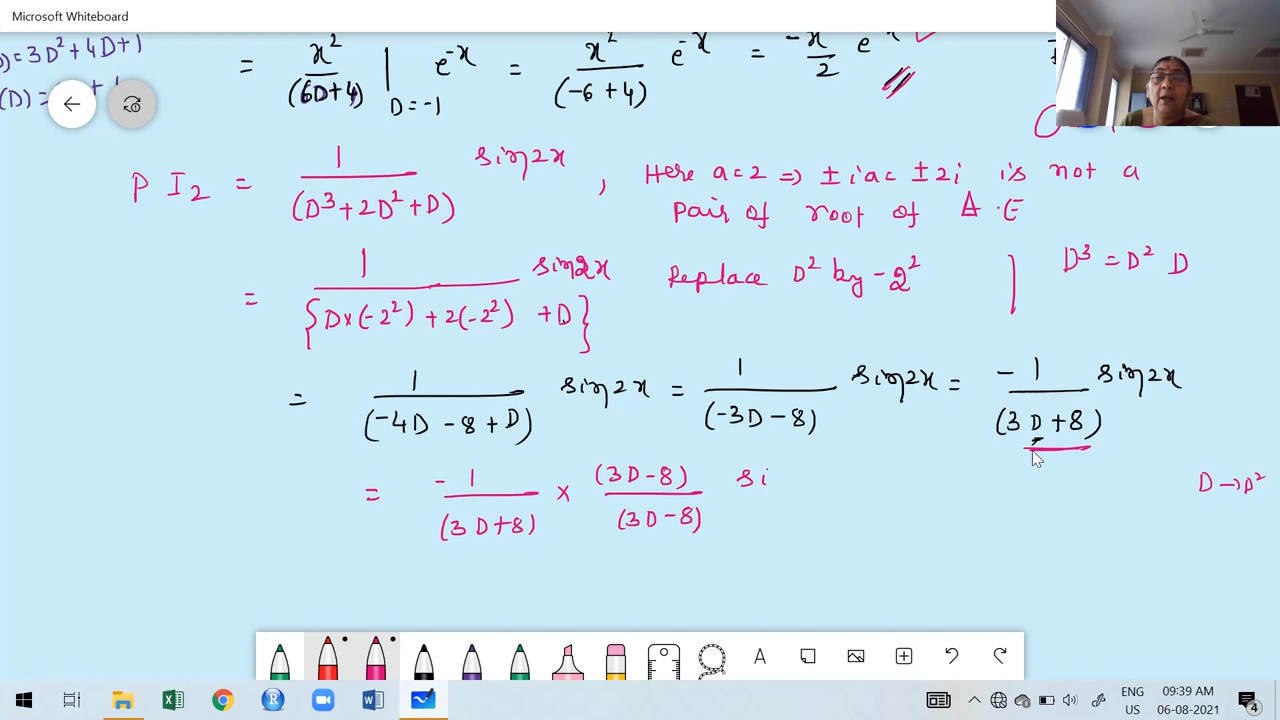 Microsoft Whiteboard
) = 3D² + 4D + 1
(D) =
= x² / (6D+4) | D = -1 e^-x = x² / (-6+4) e^-x = -x / 2 e^-x
P I₂ = 1 / (D³ + 2D² + D) sin2x , Here a = 2 => ± ia = ± 2i is not a
pair of root of A.E
= 1 / {D×(-2²) + 2(-2²) + D} sin2x Replace D² by -2² | D³ = D² D
= 1 / (-4D - 8 + D) sin2x = 1 / (-3D - 8) sin2x = -1 / (3D + 8) sin2x
= -1 / (3D+8) × (3D-8) / (3D-8) si
D → D²
ENG
US
09:39 AM
06-08-2021
4